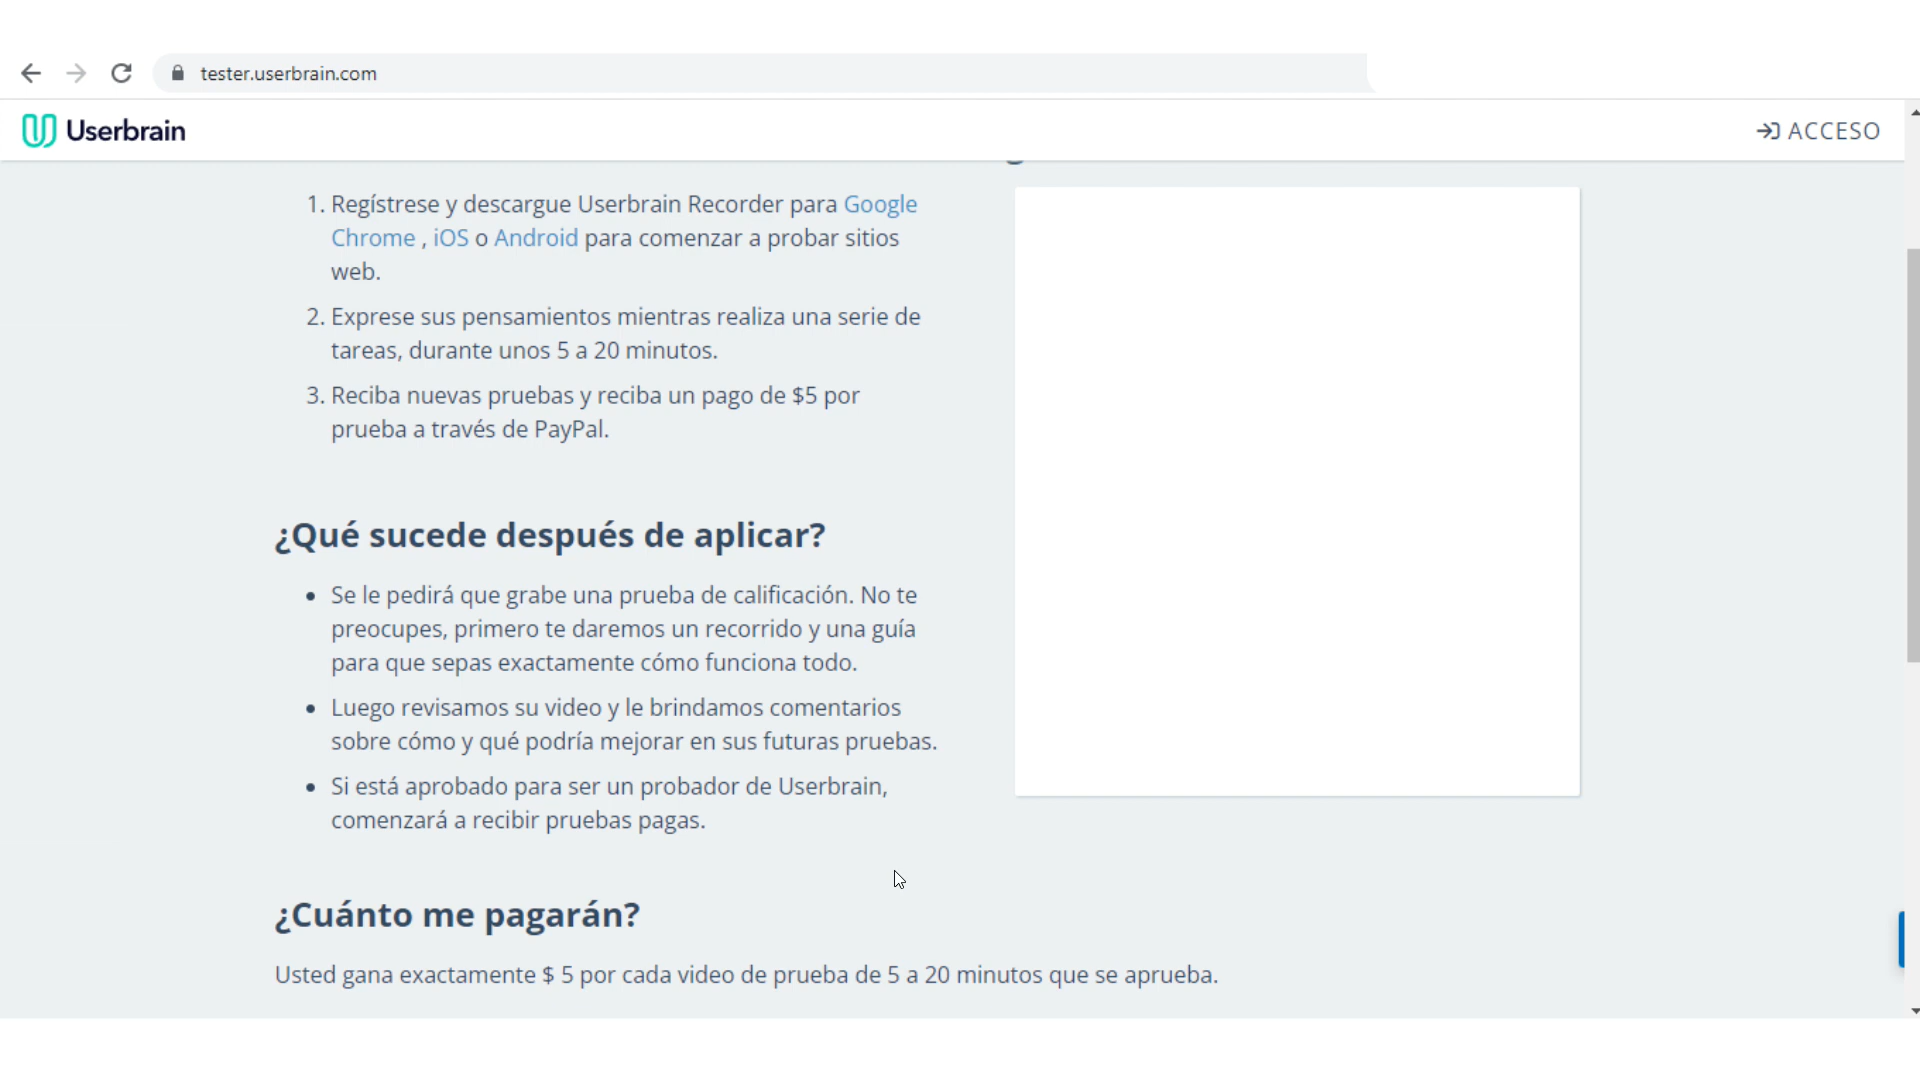 tester.userbrain.com
Userbrain
ACCESO
1. Regístrese y descargue Userbrain Recorder para Google
Chrome , iOS o Android para comenzar a probar sitios
web.
2. Exprese sus pensamientos mientras realiza una serie de
tareas, durante unos 5 a 20 minutos.
3. Reciba nuevas pruebas y reciba un pago de $5 por
prueba a través de PayPal.
¿Qué sucede después de aplicar?
• Se le pedirá que grabe una prueba de calificación. No te
preocupes, primero te daremos un recorrido y una guía
para que sepas exactamente cómo funciona todo.
• Luego revisamos su video y le brindamos comentarios
sobre cómo y qué podría mejorar en sus futuras pruebas.
• Si está aprobado para ser un probador de Userbrain,
comenzará a recibir pruebas pagas.
¿Cuánto me pagarán?
Usted gana exactamente $ 5 por cada video de prueba de 5 a 20 minutos que se aprueba.